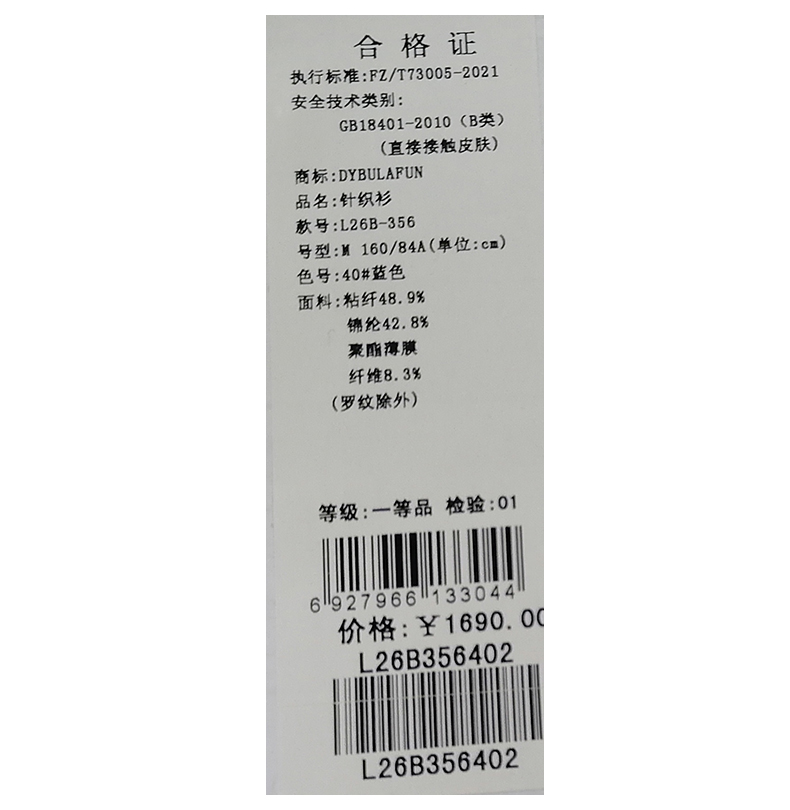 合格证
执行标准:FZ/T73005-2021
安全技术类别:
GB18401-2010（B类）
(直接接触皮肤)
商标:DYBULAFUN
品名:针织衫
款号:L26B-356
号型:M 160/84A(单位:cm)
色号:40#蓝色
面料:粘纤48.9%
锦纶42.8%
聚酯薄膜
纤维8.3%
(罗纹除外)
等级:一等品 检验:01
6 927966 133044
价格:￥1690.00
L26B356402
L26B356402